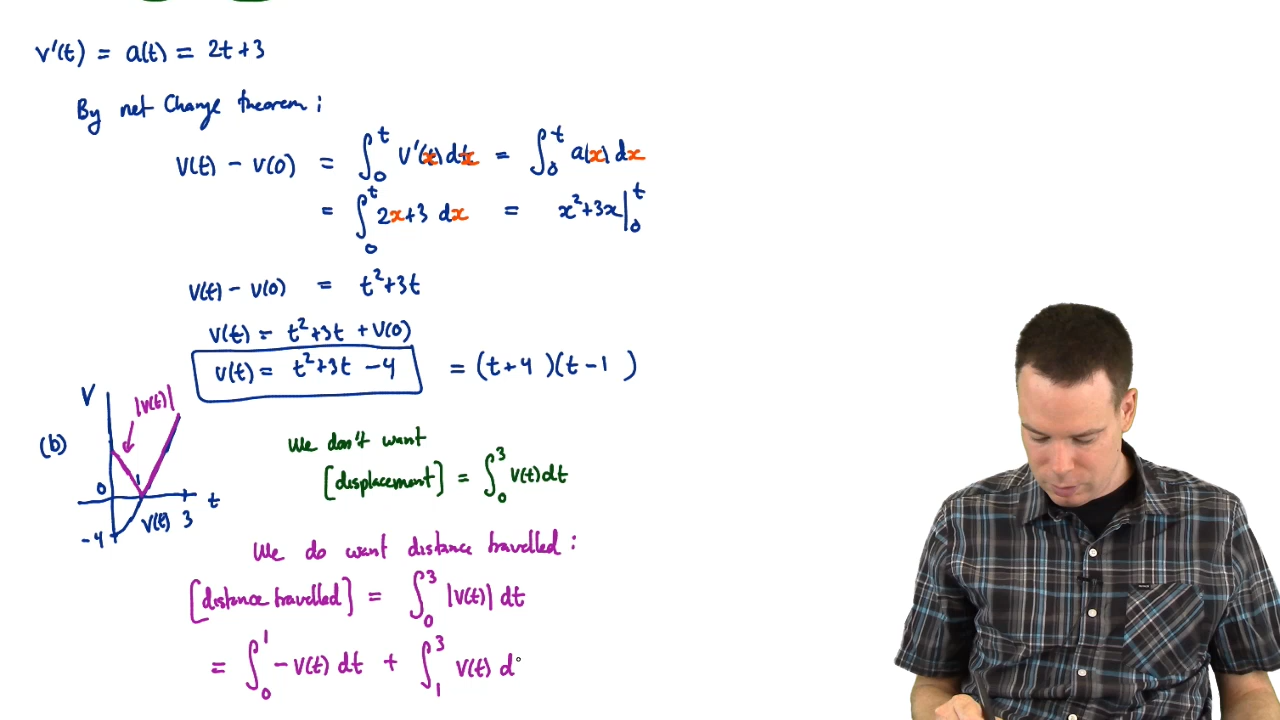 v'(t) = a(t) = 2t+3
By net Change theorem :
v(t) − v(0) = ∫₀ᵗ v'(x) dx = ∫₀ᵗ a(x) dx
= ∫₀ᵗ 2x+3 dx = x²+3x|₀ᵗ
v(t) − v(0) = t²+3t
v(t) = t²+3t + v(0)
v(t) = t²+3t −4 = (t+4)(t−1)
V |v(t)|
(b) We don't want
[displacement] = ∫₀³ v(t)dt
0 1 t
−4 v(t) 3
We do want distance travelled :
[distance travelled] = ∫₀³ |v(t)| dt
= ∫₀¹ −v(t) dt + ∫₁³ v(t) d